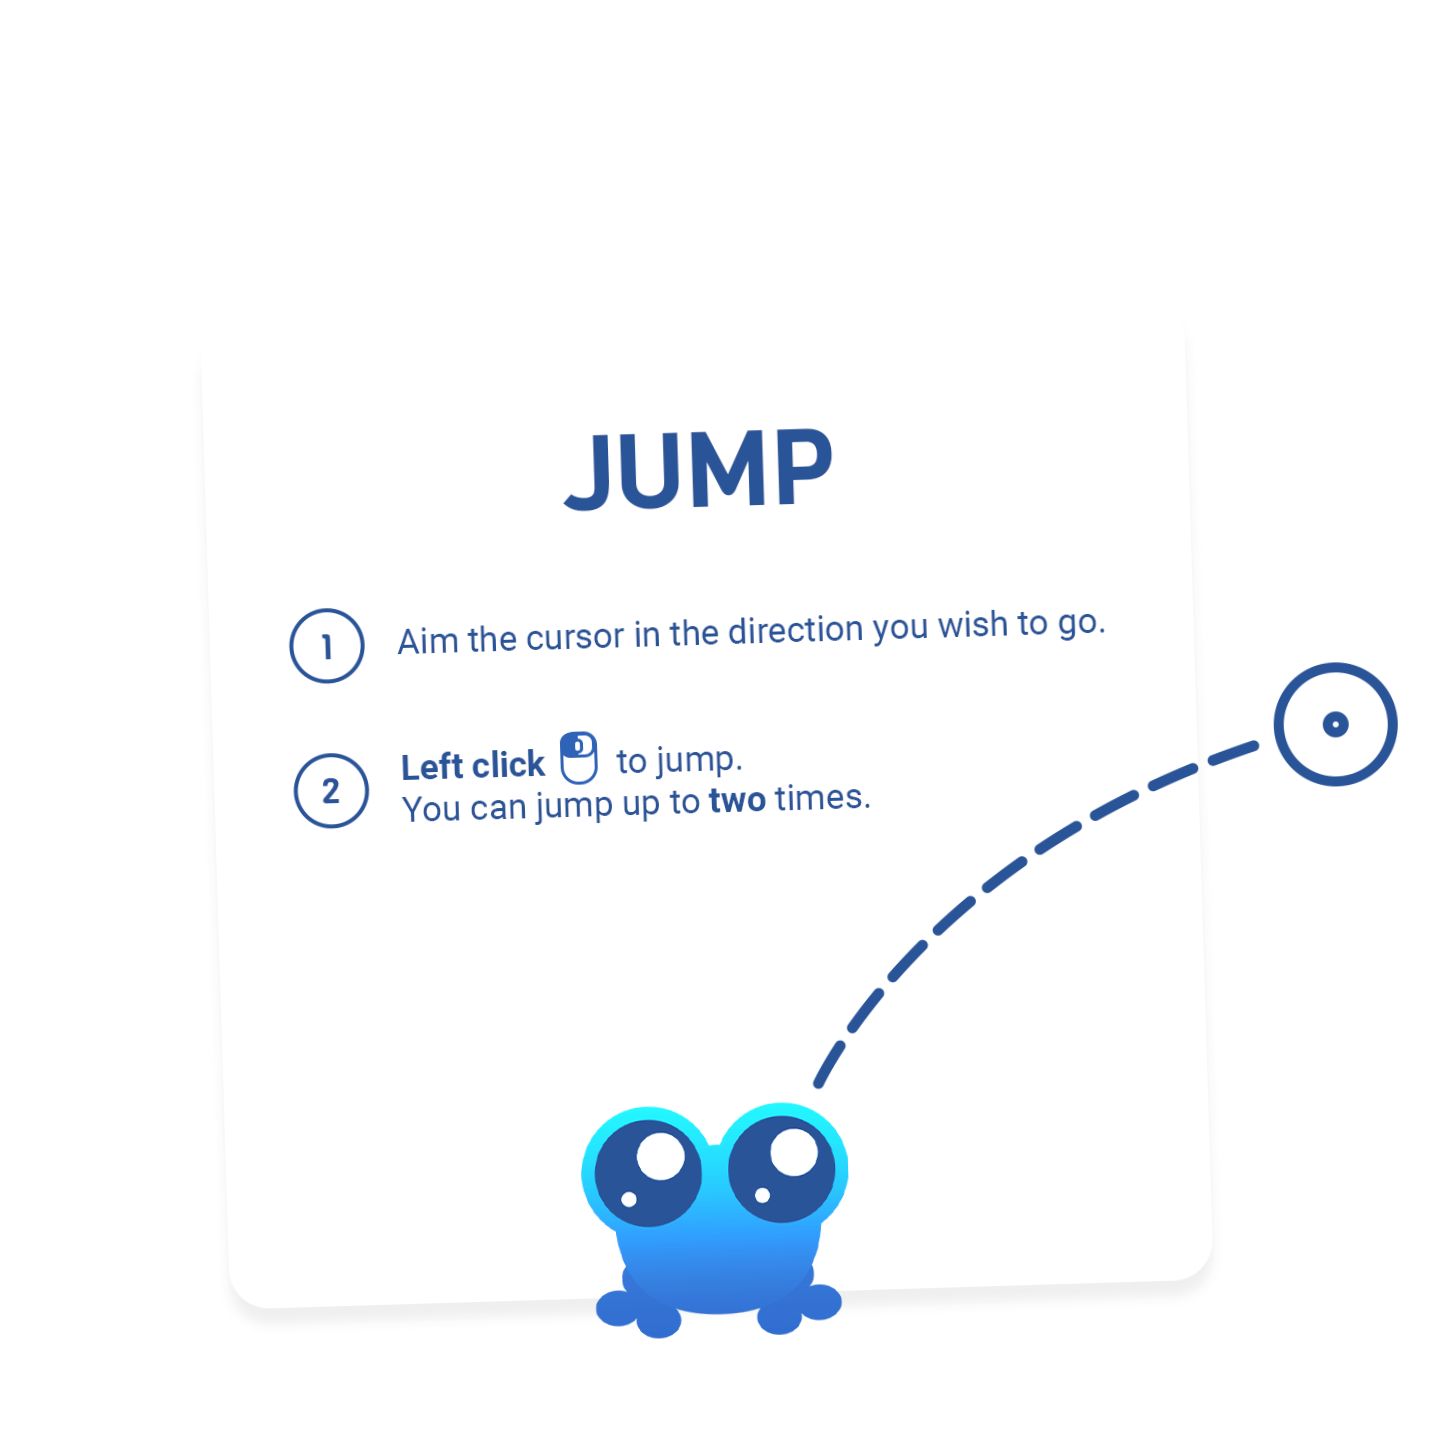 JUMP
1 Aim the cursor in the direction you wish to go.
2 Left click to jump.
You can jump up to two times.